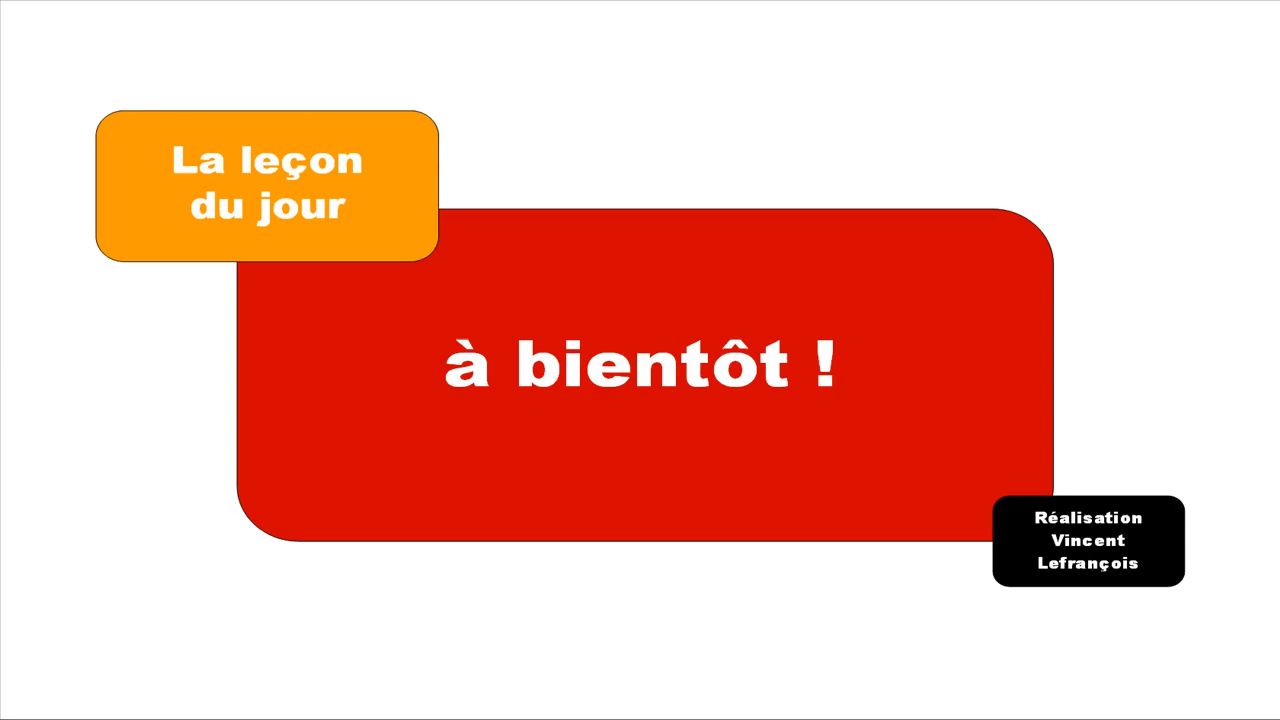 La leçon
du jour
à bientôt !
Réalisation
Vincent
Lefrançois